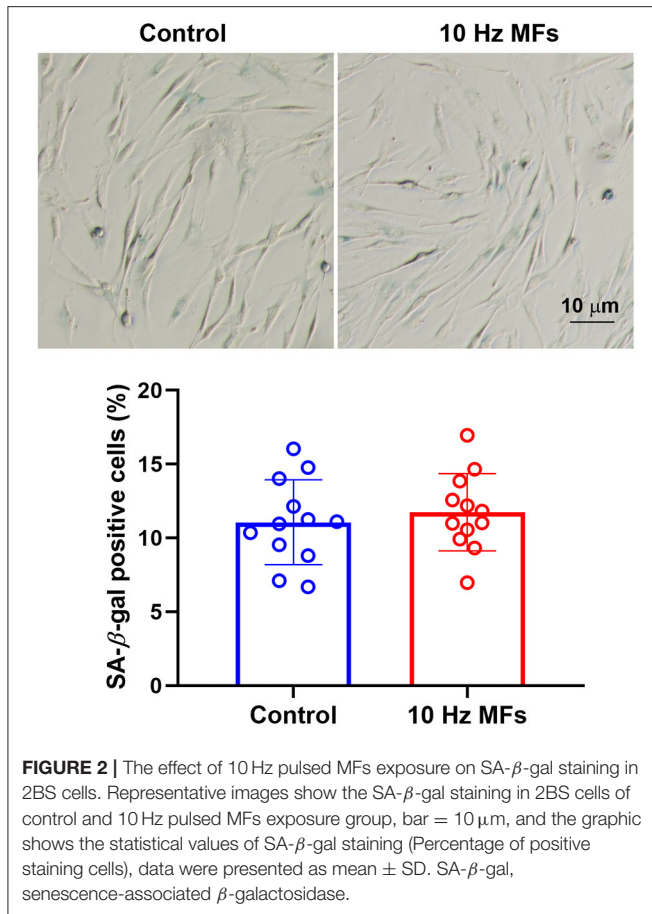 Control 10 Hz MFs
10 μm
SA-β-gal positive cells (%)
20
15
10
5
0
Control 10 Hz MFs
FIGURE 2 | The effect of 10 Hz pulsed MFs exposure on SA-β-gal staining in
2BS cells. Representative images show the SA-β-gal staining in 2BS cells of
control and 10 Hz pulsed MFs exposure group, bar = 10 μm, and the graphic
shows the statistical values of SA-β-gal staining (Percentage of positive
staining cells), data were presented as mean ± SD. SA-β-gal,
senescence-associated β-galactosidase.